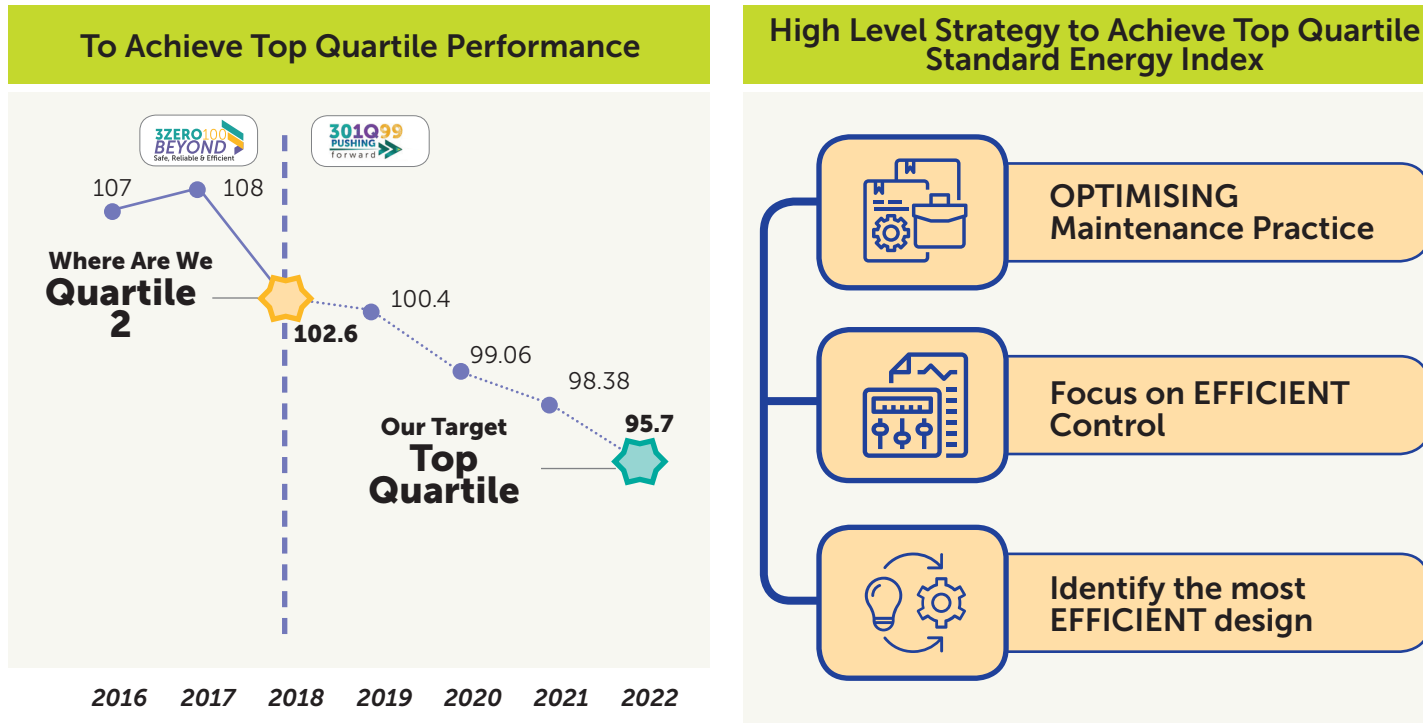 To Achieve Top Quartile Performance
3ZERO100
BEYOND
Safe, Reliable & Efficient
301Q99
PUSHING
forward
107
108
Where Are We
Quartile
2
102.6
100.4
99.06
98.38
95.7
Our Target
Top
Quartile
2016 2017 2018 2019 2020 2021 2022
High Level Strategy to Achieve Top Quartile
Standard Energy Index
OPTIMISING
Maintenance Practice
Focus on EFFICIENT
Control
Identify the most
EFFICIENT design